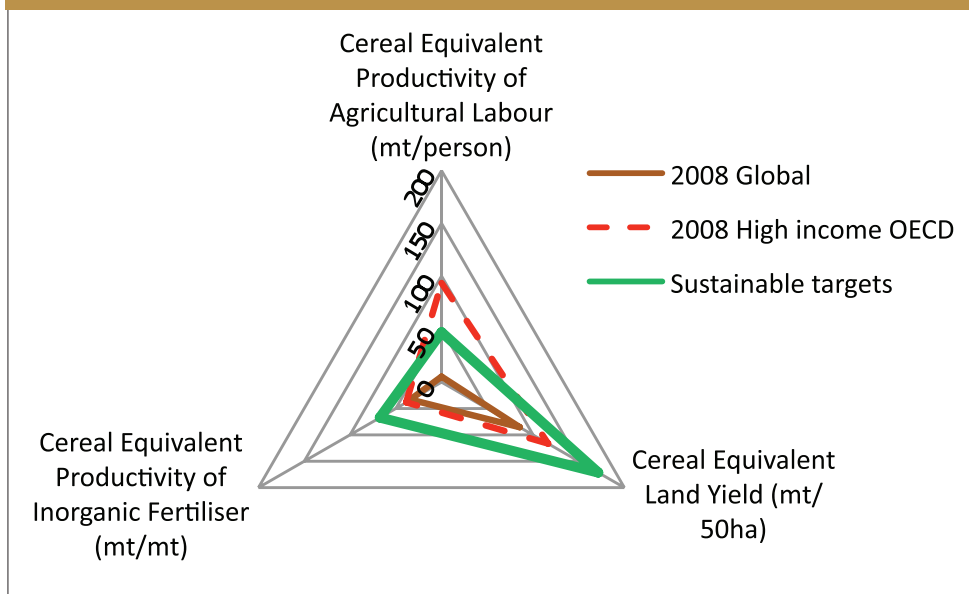 Cereal Equivalent
Productivity of
Agricultural Labour
(mt/person)
200
150
100
50
0
2008 Global
2008 High income OECD
Sustainable targets
Cereal Equivalent
Productivity of
Inorganic Fertiliser
(mt/mt)
Cereal Equivalent
Land Yield (mt/
50ha)